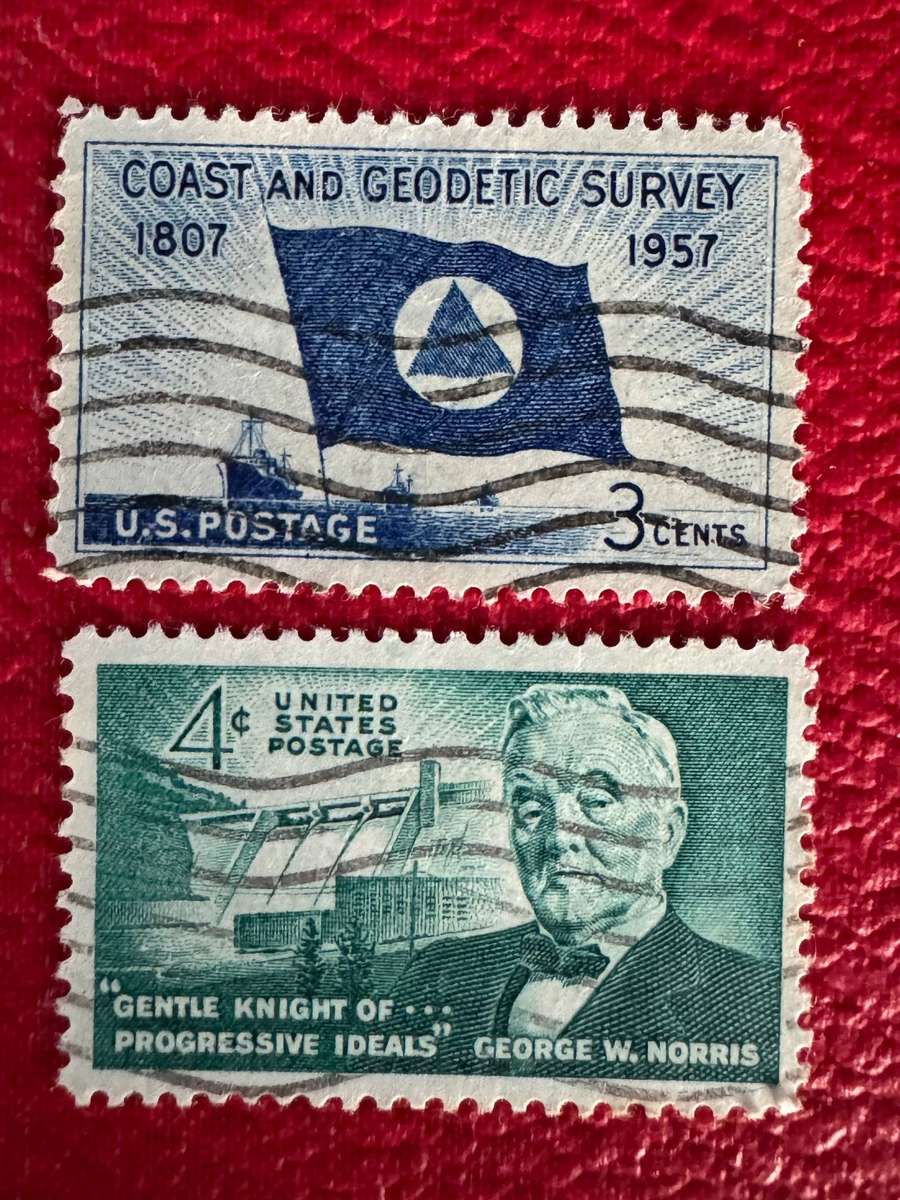 COAST AND GEODETIC SURVEY
1807 1957
U.S. POSTAGE 3 CENTS
4¢ UNITED
STATES
POSTAGE
"GENTLE KNIGHT OF ...
PROGRESSIVE IDEALS" GEORGE W. NORRIS